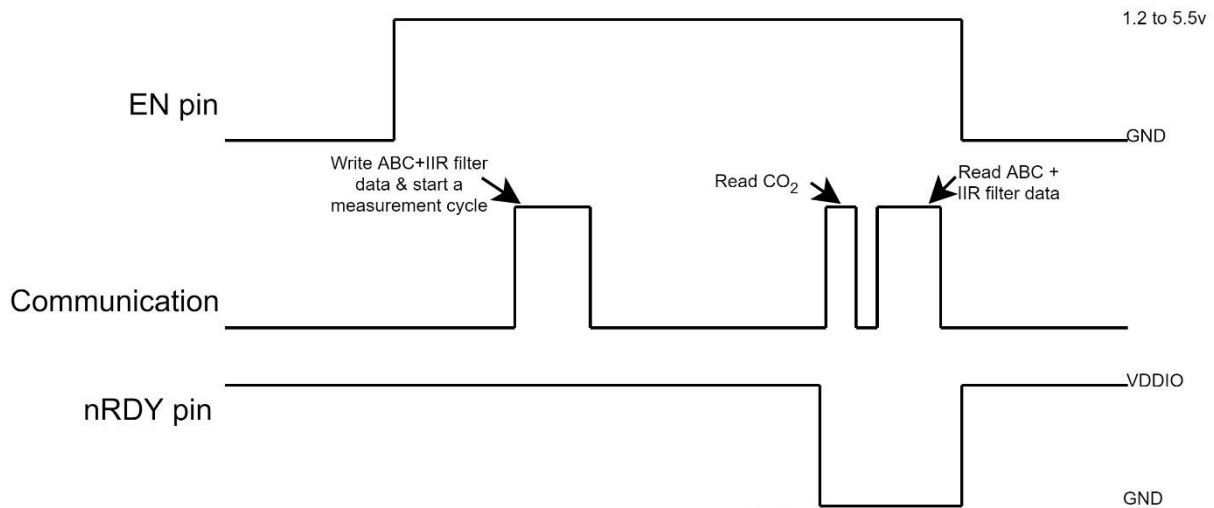 1.2 to 5.5v
EN pin
GND
Write ABC+IIR filter
data & start a
measurement cycle
Read CO2
Read ABC +
IIR filter data
Communication
VDDIO
nRDY pin
GND